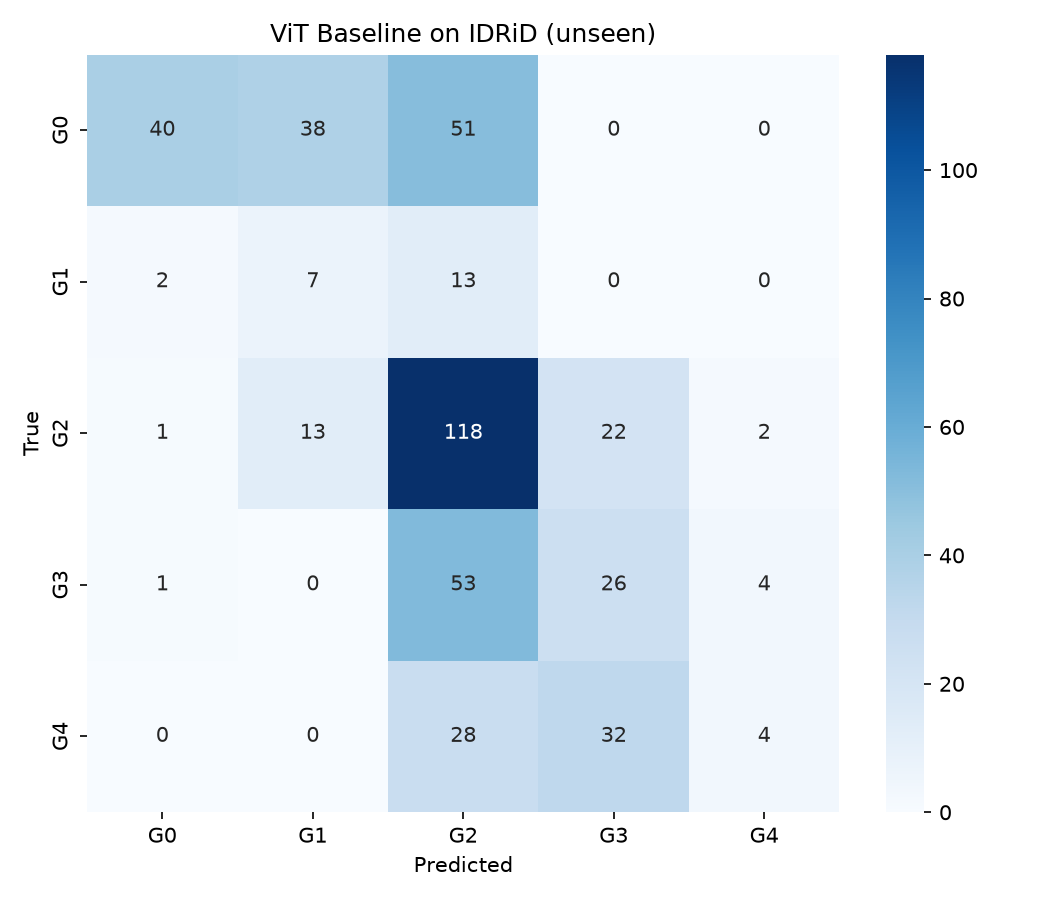 ViT Baseline on IDRiD (unseen)
G0 40 38 51 0 0
G1 2 7 13 0 0
G2 1 13 118 22 2
G3 1 0 53 26 4
G4 0 0 28 32 4
G0 G1 G2 G3 G4
Predicted
True
100
80
60
40
20
0